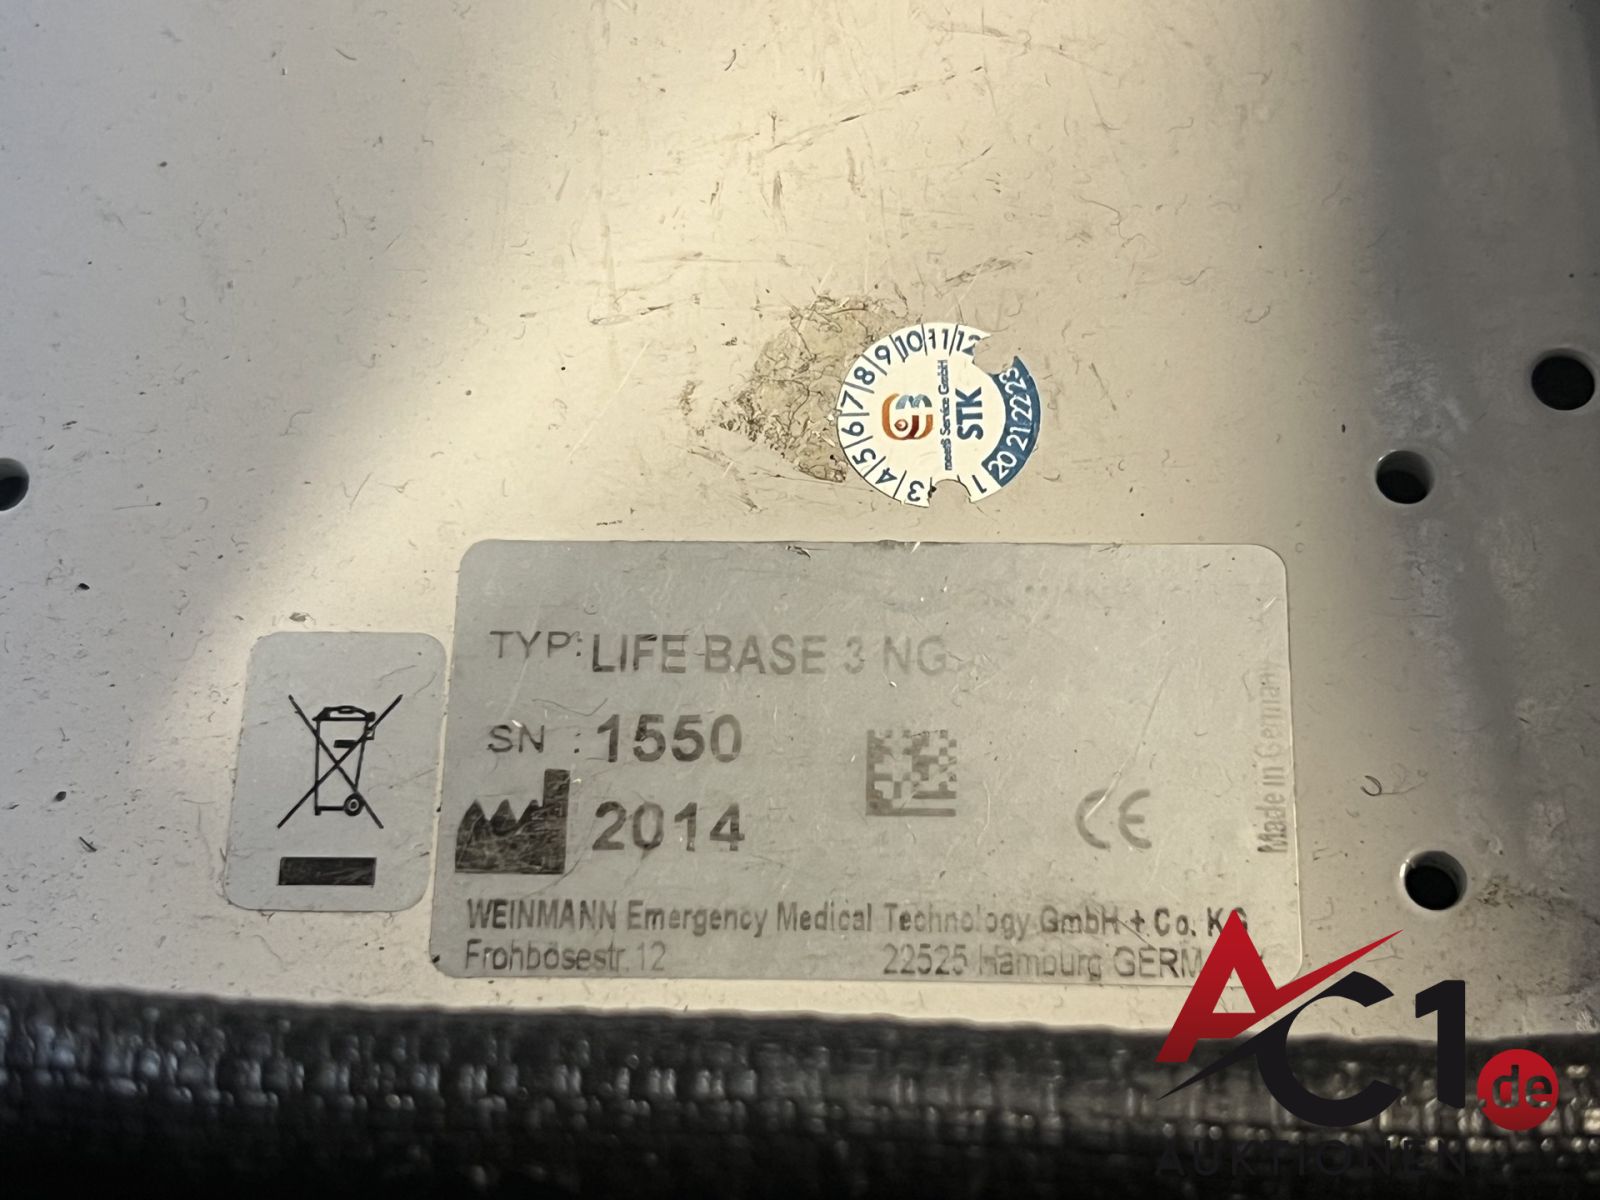 3/4/5/6/7/8/9/10/11/12
1
20 21 22 23
STK
TYP: LIFE BASE 3 NG
SN : 1550
2014
CE
Made in Germany
WEINMANN Emergency Medical Technology GmbH + Co. KG
Frohbösestr. 12 22525 Hamburg
AC1.de
AUKTIONEN